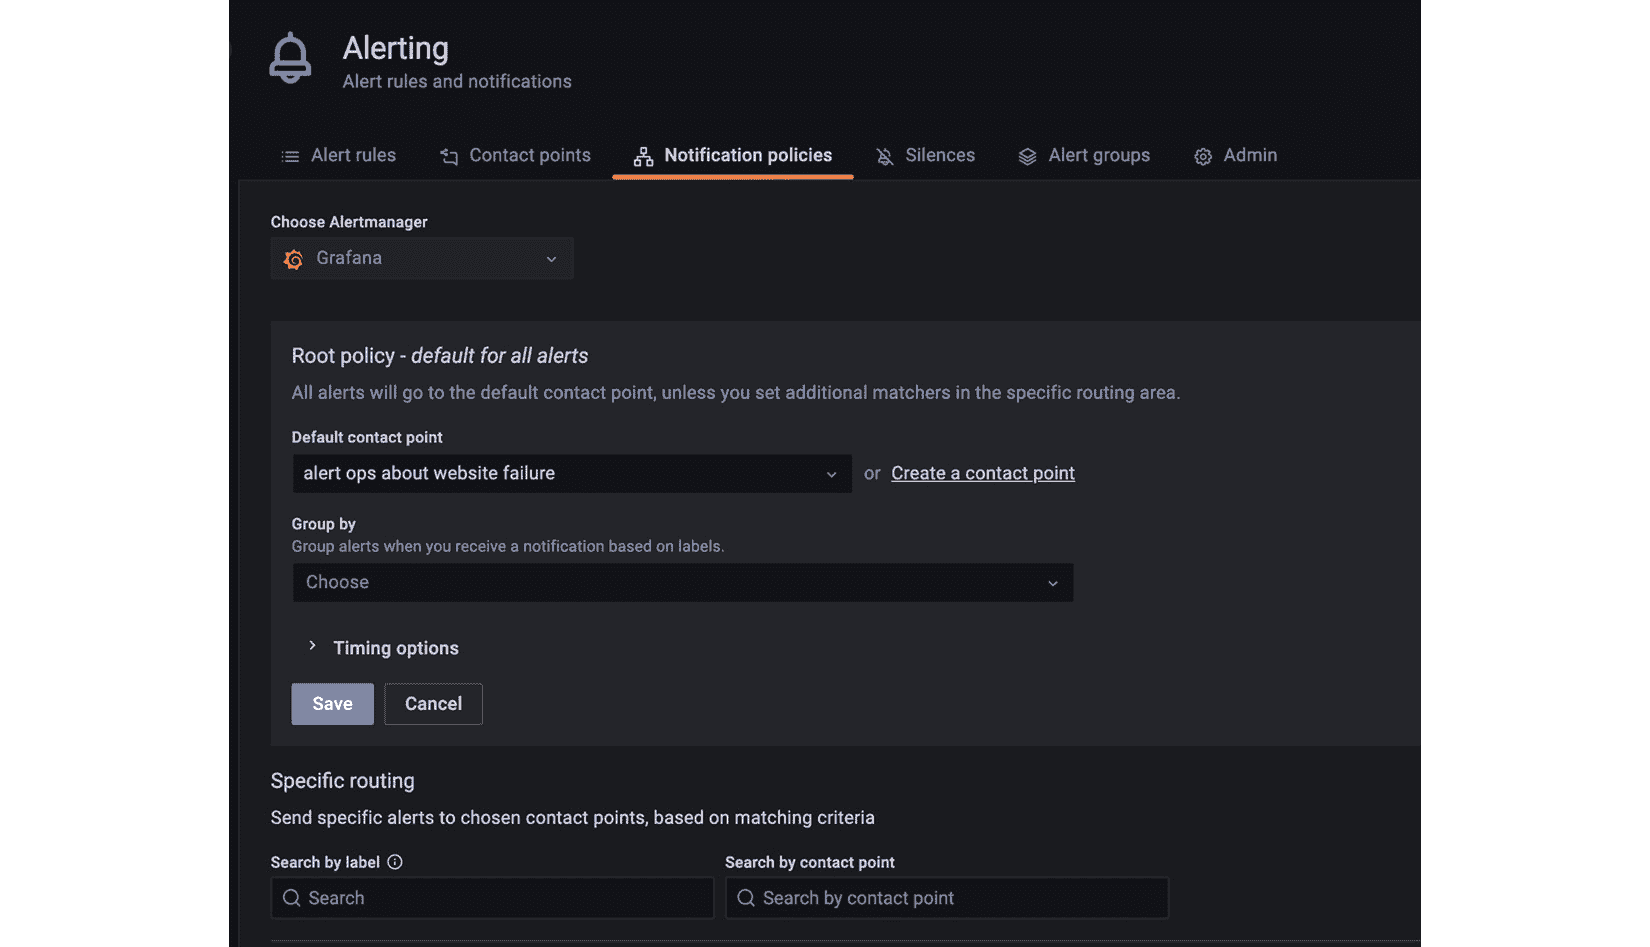 Alerting
Alert rules and notifications
Alert rules Contact points Notification policies Silences Alert groups Admin
Choose Alertmanager
Grafana
Root policy - default for all alerts
All alerts will go to the default contact point, unless you set additional matchers in the specific routing area.
Default contact point
alert ops about website failure or Create a contact point
Group by
Group alerts when you receive a notification based on labels.
Choose
Timing options
Save Cancel
Specific routing
Send specific alerts to chosen contact points, based on matching criteria
Search by label Search by contact point
Search Search by contact point